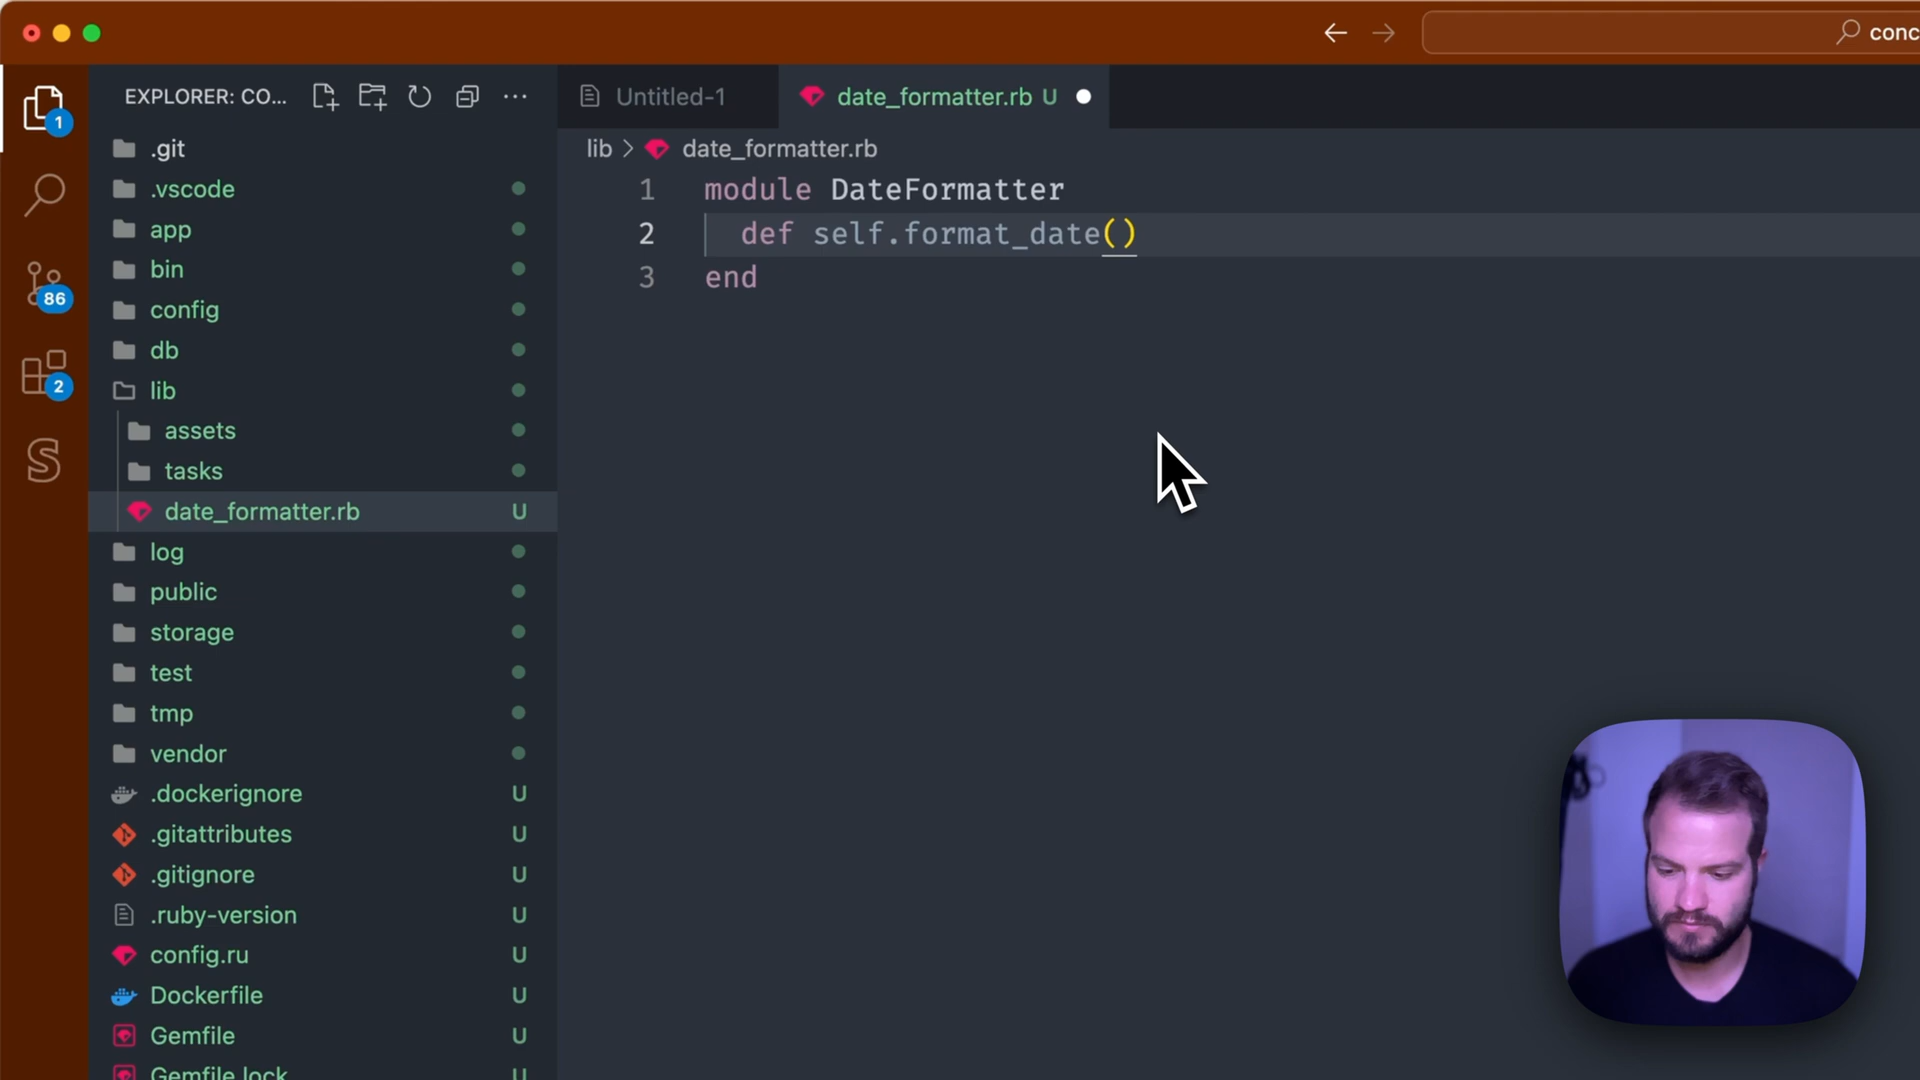 conc
EXPLORER: CO...
Untitled-1
date_formatter.rb U
1
lib > date_formatter.rb
.git
1 module DateFormatter
.vscode
2 def self.format_date()
app
3 end
bin
86
config
db
2
lib
assets
tasks
date_formatter.rb U
log
public
storage
test
tmp
vendor
.dockerignore U
.gitattributes U
.gitignore U
.ruby-version U
config.ru U
Dockerfile U
Gemfile U
Gemfile.lock U